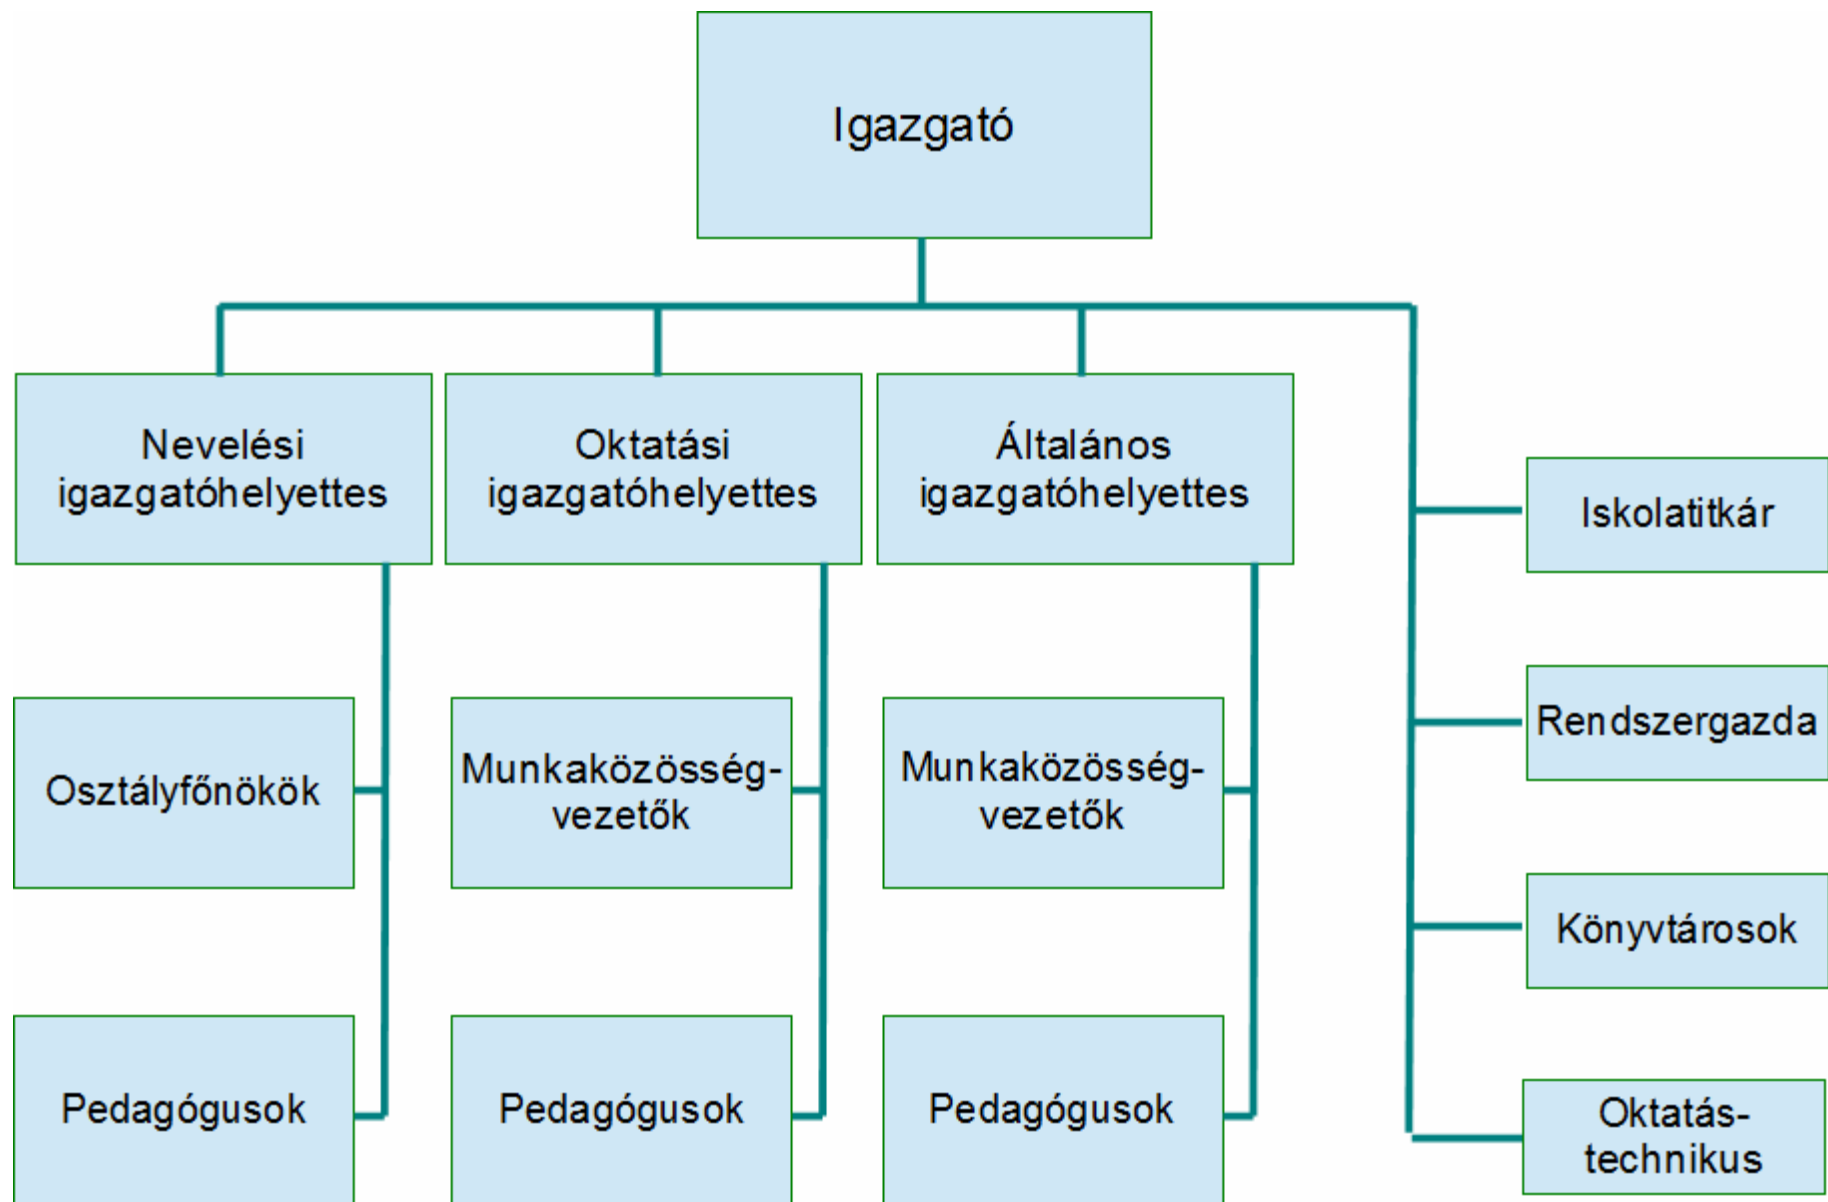 Igazgató
Nevelési
igazgatóhelyettes
Oktatási
igazgatóhelyettes
Általános
igazgatóhelyettes
Iskolatitkár
Rendszergazda
Osztályfőnökök
Munkaközösség-
vezetők
Munkaközösség-
vezetők
Könyvtárosok
Pedagógusok
Pedagógusok
Pedagógusok
Oktatás-
technikus